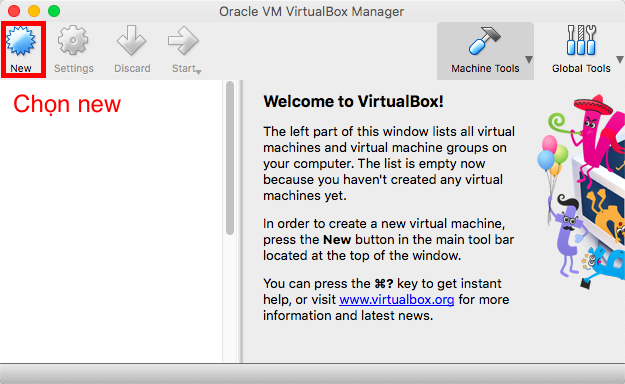 Oracle VM VirtualBox Manager
New
Settings
Discard
Start
Machine Tools
Global Tools
Chọn new
Welcome to VirtualBox!
The left part of this window lists all virtual
machines and virtual machine groups on
your computer. The list is empty now
because you haven't created any virtual
machines yet.
In order to create a new virtual machine,
press the New button in the main tool bar
located at the top of the window.
You can press the ⌘? key to get instant
help, or visit www.virtualbox.org for more
information and latest news.